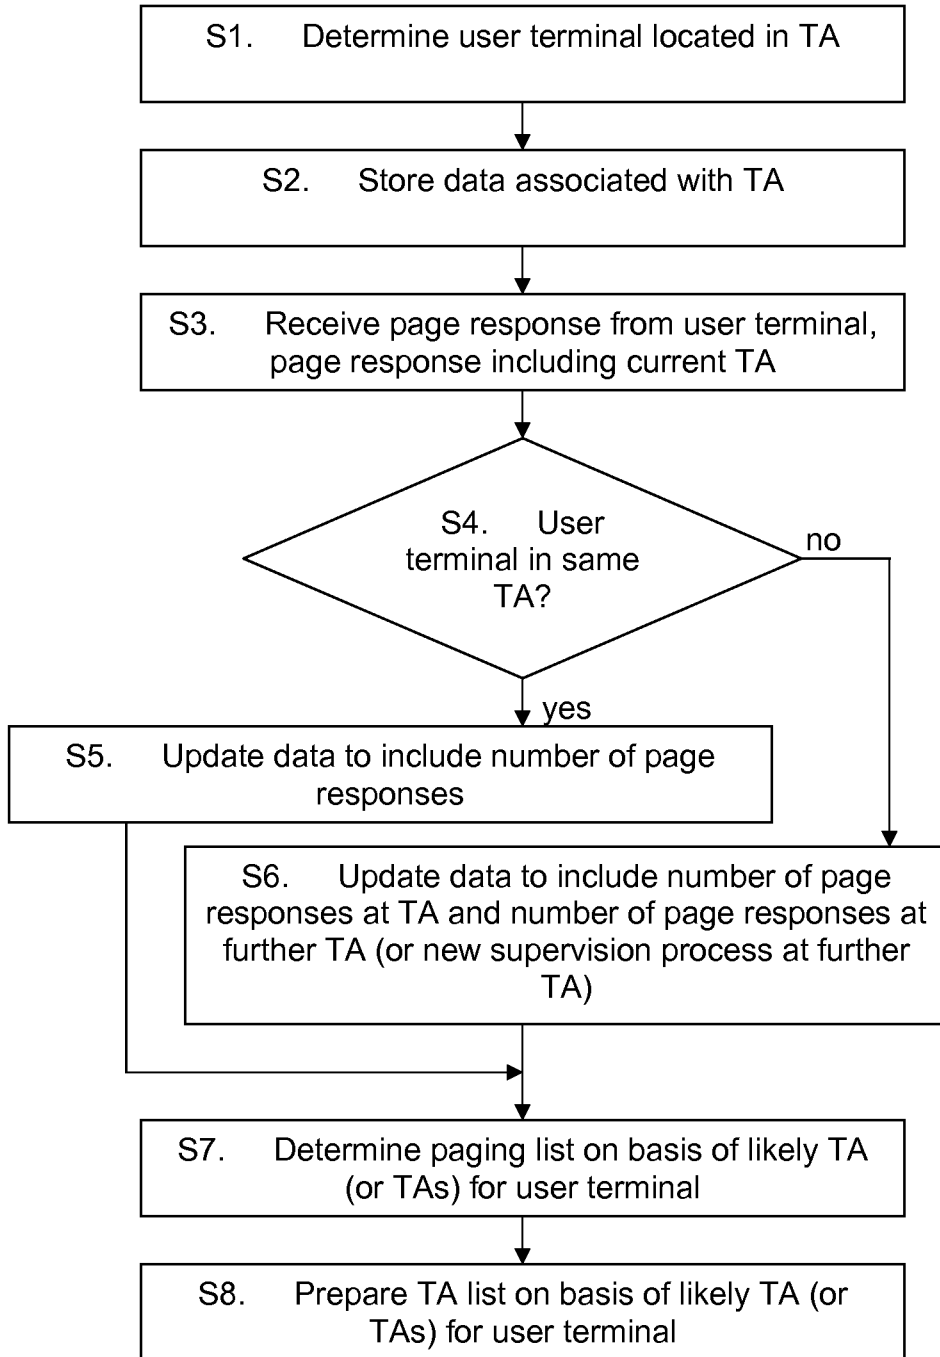 S1. Determine user terminal located in TA
S2. Store data associated with TA
S3. Receive page response from user terminal,
page response including current TA
S4. User
terminal in same
TA?
no
yes
S5. Update data to include number of page
responses
S6. Update data to include number of page
responses at TA and number of page responses at
further TA (or new supervision process at further
TA)
S7. Determine paging list on basis of likely TA
(or TAs) for user terminal
S8. Prepare TA list on basis of likely TA (or
TAs) for user terminal